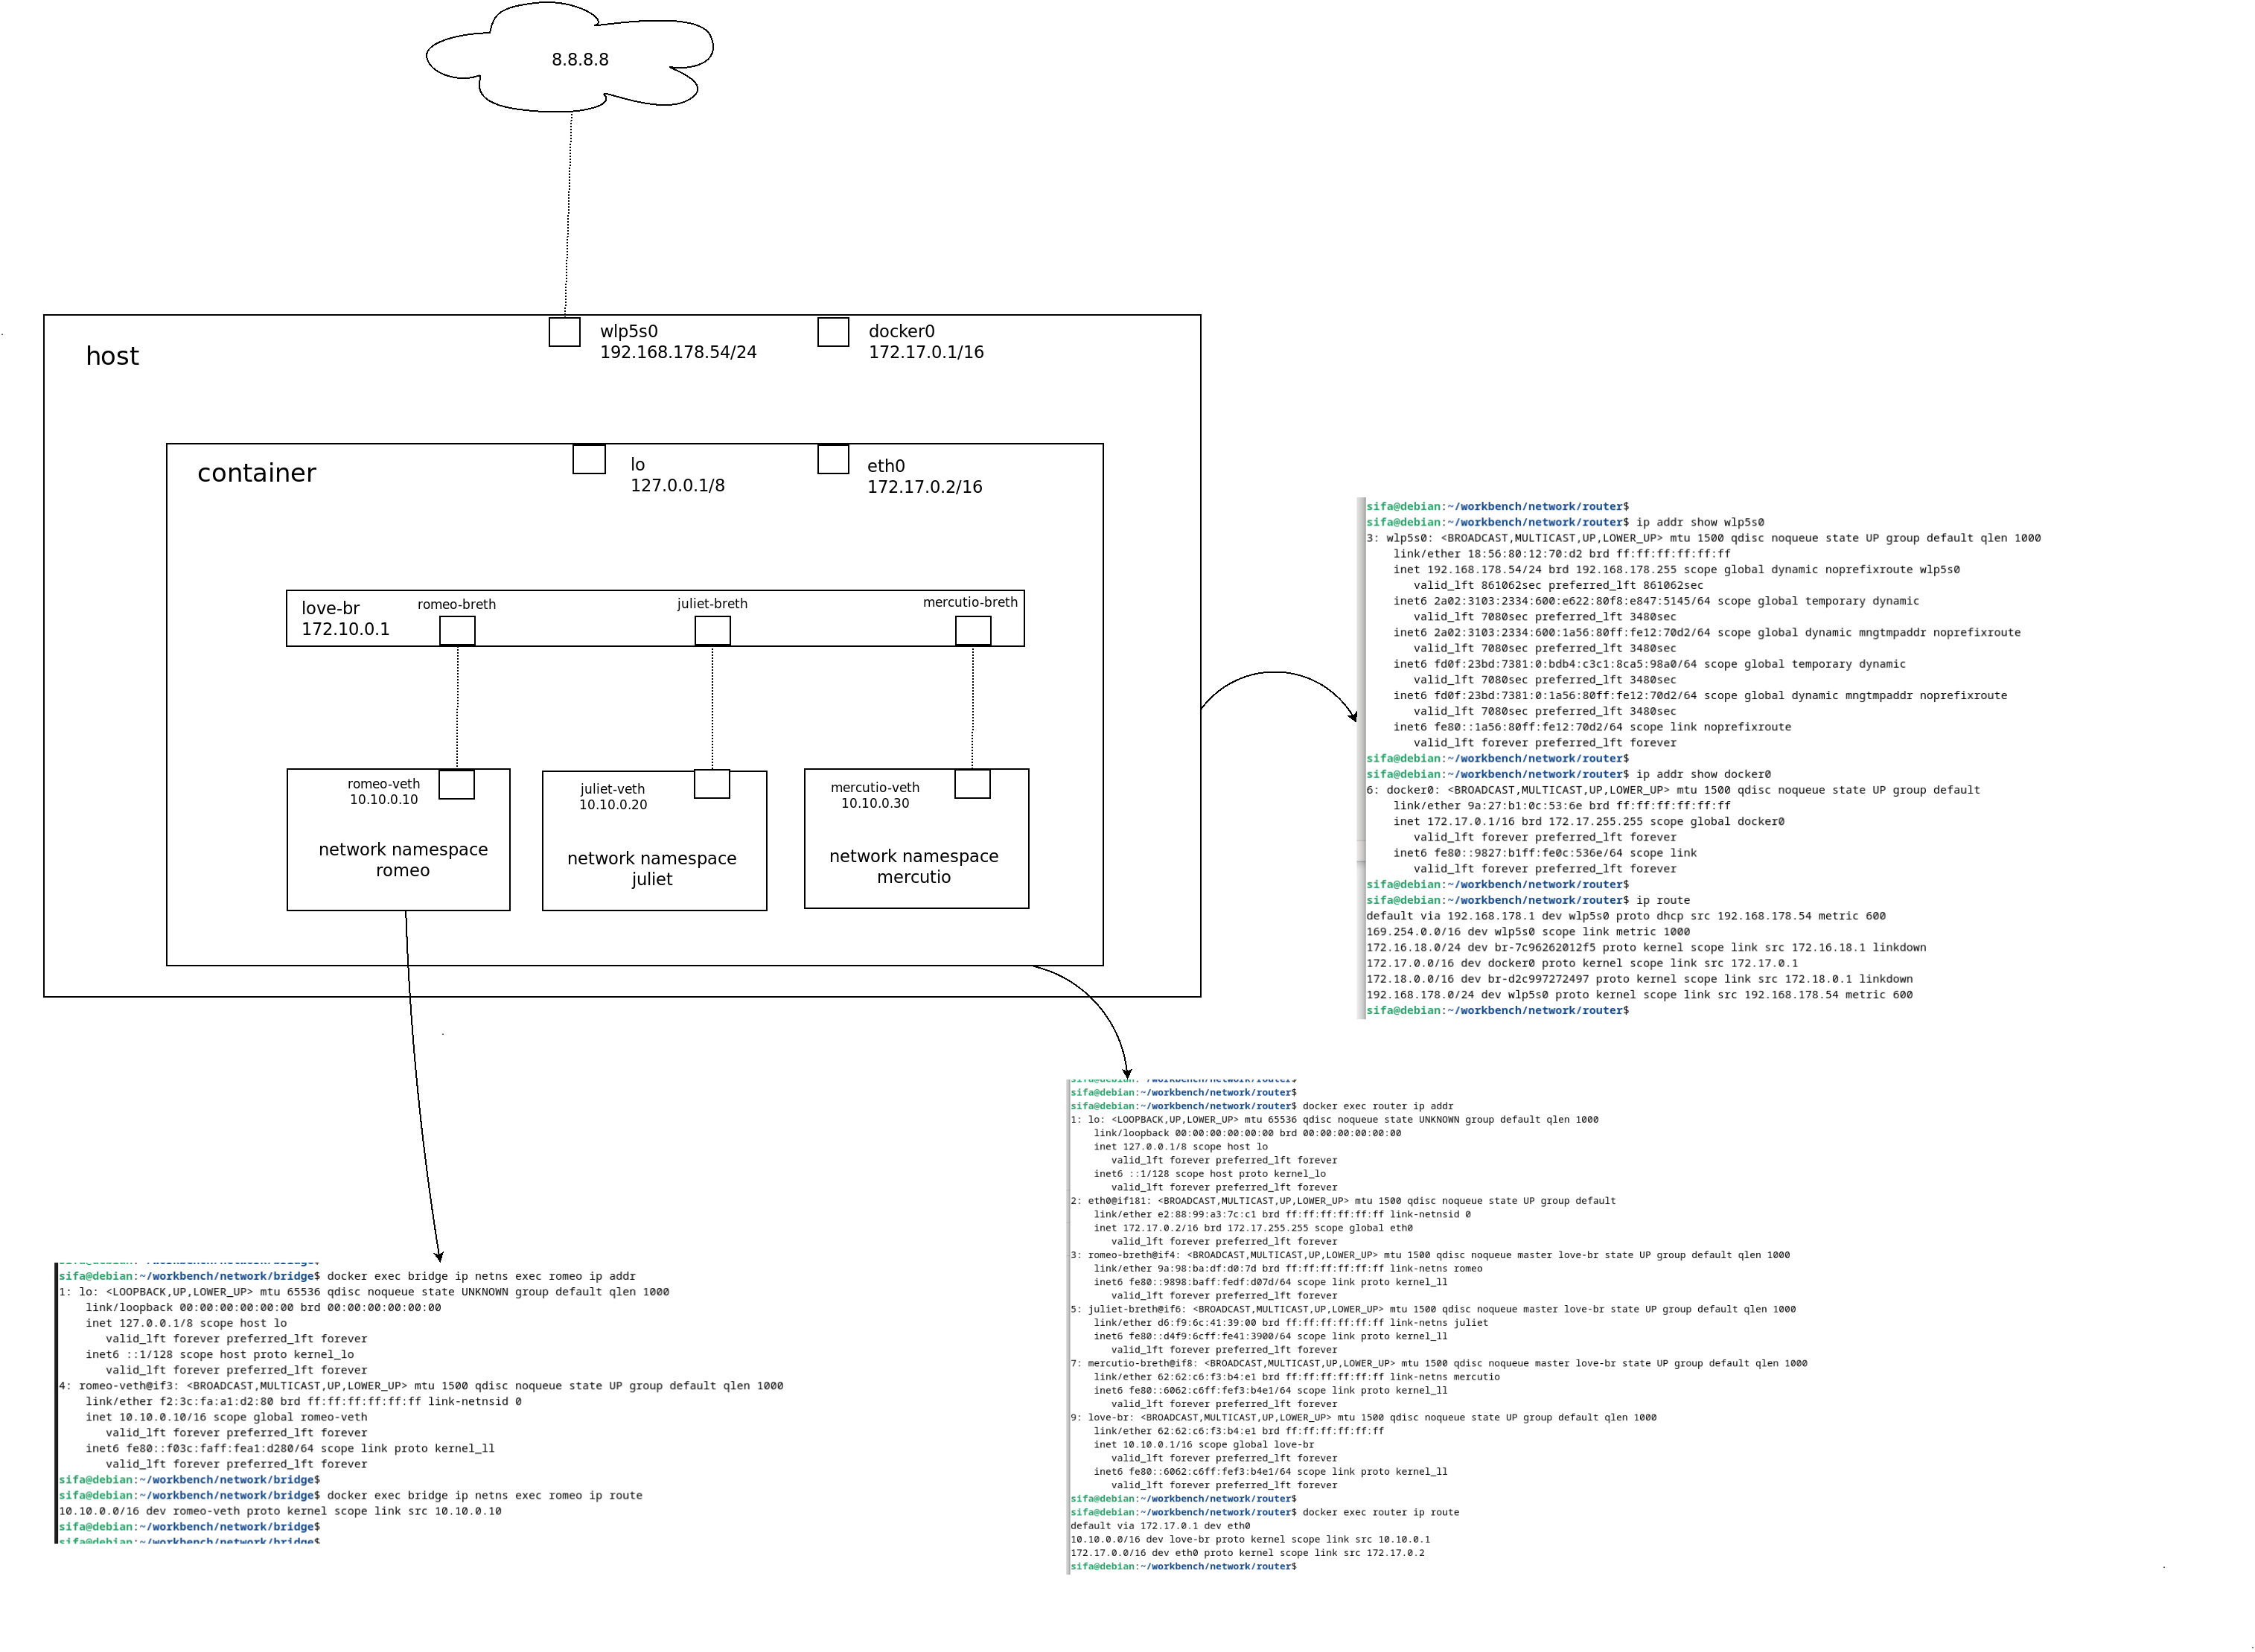 8.8.8.8
host
wlp5s0
192.168.178.54/24
docker0
172.17.0.1/16
container
lo
127.0.0.1/8
eth0
172.17.0.2/16
love-br
172.10.0.1
romeo-breth
juliet-breth
mercutio-breth
romeo-veth
10.10.0.10
network namespace
romeo
juliet-veth
10.10.0.20
network namespace
juliet
mercutio-veth
10.10.0.30
network namespace
mercutio
sifa@debian:~/workbench/network/router$
sifa@debian:~/workbench/network/router$ ip addr show wlp5s0
3: wlp5s0: <BROADCAST,MULTICAST,UP,LOWER_UP> mtu 1500 qdisc noqueue state UP group default qlen 1000
link/ether 18:56:80:12:70:d2 brd ff:ff:ff:ff:ff:ff
inet 192.168.178.54/24 brd 192.168.178.255 scope global dynamic noprefixroute wlp5s0
valid_lft 861062sec preferred_lft 861062sec
inet6 2a02:3103:2334:600:e622:80f8:e847:5145/64 scope global temporary dynamic
valid_lft 7080sec preferred_lft 3480sec
inet6 2a02:3103:2334:600:1a56:80ff:fe12:70d2/64 scope global dynamic mngtmpaddr noprefixroute
valid_lft 7080sec preferred_lft 3480sec
inet6 fd0f:23bd:7381:0:bdb4:c3c1:8ca5:98a0/64 scope global temporary dynamic
valid_lft 7080sec preferred_lft 3480sec
inet6 fd0f:23bd:7381:0:1a56:80ff:fe12:70d2/64 scope global dynamic mngtmpaddr noprefixroute
valid_lft 7080sec preferred_lft 3480sec
inet6 fe80::1a56:80ff:fe12:70d2/64 scope link noprefixroute
valid_lft forever preferred_lft forever
sifa@debian:~/workbench/network/router$
sifa@debian:~/workbench/network/router$ ip addr show docker0
6: docker0: <BROADCAST,MULTICAST,UP,LOWER_UP> mtu 1500 qdisc noqueue state UP group default
link/ether 9a:27:b1:0c:53:6e brd ff:ff:ff:ff:ff:ff
inet 172.17.0.1/16 brd 172.17.255.255 scope global docker0
valid_lft forever preferred_lft forever
inet6 fe80::9827:b1ff:fe0c:536e/64 scope link
valid_lft forever preferred_lft forever
sifa@debian:~/workbench/network/router$
sifa@debian:~/workbench/network/router$ ip route
default via 192.168.178.1 dev wlp5s0 proto dhcp src 192.168.178.54 metric 600
169.254.0.0/16 dev wlp5s0 scope link metric 1000
172.16.18.0/24 dev br-7c96262012f5 proto kernel scope link src 172.16.18.1 linkdown
172.17.0.0/16 dev docker0 proto kernel scope link src 172.17.0.1
172.18.0.0/16 dev br-d2c997272497 proto kernel scope link src 172.18.0.1 linkdown
192.168.178.0/24 dev wlp5s0 proto kernel scope link src 192.168.178.54 metric 600
sifa@debian:~/workbench/network/router$
sifa@debian:~/workbench/network/router$
sifa@debian:~/workbench/network/router$
sifa@debian:~/workbench/network/router$ docker exec router ip addr
1: lo: <LOOPBACK,UP,LOWER_UP> mtu 65536 qdisc noqueue state UNKNOWN group default qlen 1000
link/loopback 00:00:00:00:00:00 brd 00:00:00:00:00:00
inet 127.0.0.1/8 scope host lo
valid_lft forever preferred_lft forever
inet6 ::1/128 scope host proto kernel_lo
valid_lft forever preferred_lft forever
2: eth0@if181: <BROADCAST,MULTICAST,UP,LOWER_UP> mtu 1500 qdisc noqueue state UP group default
link/ether e2:88:99:a3:7c:c1 brd ff:ff:ff:ff:ff:ff link-netnsid 0
inet 172.17.0.2/16 brd 172.17.255.255 scope global eth0
valid_lft forever preferred_lft forever
3: romeo-breth@if4: <BROADCAST,MULTICAST,UP,LOWER_UP> mtu 1500 qdisc noqueue master love-br state UP group default qlen 1000
link/ether 9a:98:ba:df:d0:7d brd ff:ff:ff:ff:ff:ff link-netns romeo
inet6 fe80::9898:baff:fedf:d07d/64 scope link proto kernel_ll
valid_lft forever preferred_lft forever
5: juliet-breth@if6: <BROADCAST,MULTICAST,UP,LOWER_UP> mtu 1500 qdisc noqueue master love-br state UP group default qlen 1000
link/ether d6:f9:6c:41:39:00 brd ff:ff:ff:ff:ff:ff link-netns juliet
inet6 fe80::d4f9:6cff:fe41:3900/64 scope link proto kernel_ll
valid_lft forever preferred_lft forever
7: mercutio-breth@if8: <BROADCAST,MULTICAST,UP,LOWER_UP> mtu 1500 qdisc noqueue master love-br state UP group default qlen 1000
link/ether 62:62:c6:f3:b4:e1 brd ff:ff:ff:ff:ff:ff link-netns mercutio
inet6 fe80::6062:c6ff:fef3:b4e1/64 scope link proto kernel_ll
valid_lft forever preferred_lft forever
9: love-br: <BROADCAST,MULTICAST,UP,LOWER_UP> mtu 1500 qdisc noqueue state UP group default qlen 1000
link/ether 62:62:c6:f3:b4:e1 brd ff:ff:ff:ff:ff:ff
inet 10.10.0.1/16 scope global love-br
valid_lft forever preferred_lft forever
inet6 fe80::6062:c6ff:fef3:b4e1/64 scope link proto kernel_ll
valid_lft forever preferred_lft forever
sifa@debian:~/workbench/network/router$
sifa@debian:~/workbench/network/router$ docker exec router ip route
default via 172.17.0.1 dev eth0
10.10.0.0/16 dev love-br proto kernel scope link src 10.10.0.1
172.17.0.0/16 dev eth0 proto kernel scope link src 172.17.0.2
sifa@debian:~/workbench/network/router$
sifa@debian:~/workbench/network/bridge$
sifa@debian:~/workbench/network/bridge$ docker exec bridge ip netns exec romeo ip addr
1: lo: <LOOPBACK,UP,LOWER_UP> mtu 65536 qdisc noqueue state UNKNOWN group default qlen 1000
link/loopback 00:00:00:00:00:00 brd 00:00:00:00:00:00
inet 127.0.0.1/8 scope host lo
valid_lft forever preferred_lft forever
inet6 ::1/128 scope host proto kernel_lo
valid_lft forever preferred_lft forever
4: romeo-veth@if3: <BROADCAST,MULTICAST,UP,LOWER_UP> mtu 1500 qdisc noqueue state UP group default qlen 1000
link/ether f2:3c:fa:a1:d2:80 brd ff:ff:ff:ff:ff:ff link-netnsid 0
inet 10.10.0.10/16 scope global romeo-veth
valid_lft forever preferred_lft forever
inet6 fe80::f03c:faff:fea1:d280/64 scope link proto kernel_ll
valid_lft forever preferred_lft forever
sifa@debian:~/workbench/network/bridge$
sifa@debian:~/workbench/network/bridge$ docker exec bridge ip netns exec romeo ip route
10.10.0.0/16 dev romeo-veth proto kernel scope link src 10.10.0.10
sifa@debian:~/workbench/network/bridge$
sifa@debian:~/workbench/network/bridge$